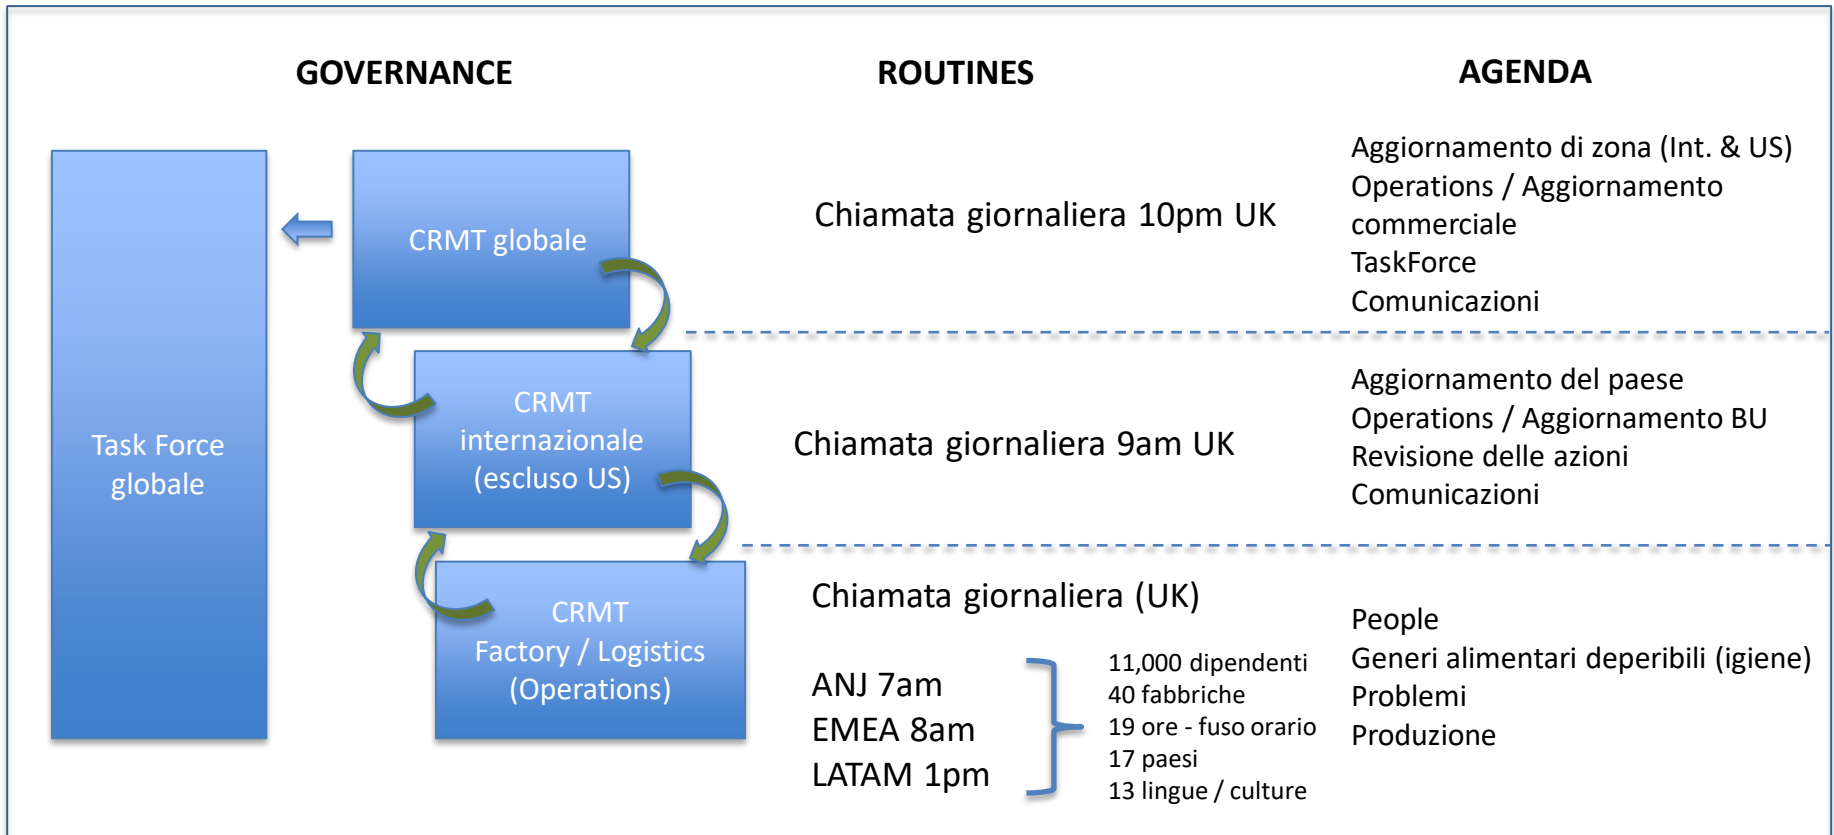 GOVERNANCE
ROUTINES
AGENDA
Task Force
globale
CRMT globale
Chiamata giornaliera 10pm UK
Aggiornamento di zona (Int. & US)
Operations / Aggiornamento
commerciale
TaskForce
Comunicazioni
CRMT
internazionale
(escluso US)
Chiamata giornaliera 9am UK
Aggiornamento del paese
Operations / Aggiornamento BU
Revisione delle azioni
Comunicazioni
CRMT
Factory / Logistics
(Operations)
Chiamata giornaliera (UK)
ANJ 7am
EMEA 8am
LATAM 1pm
11,000 dipendenti
40 fabbriche
19 ore - fuso orario
17 paesi
13 lingue / culture
People
Generi alimentari deperibili (igiene)
Problemi
Produzione